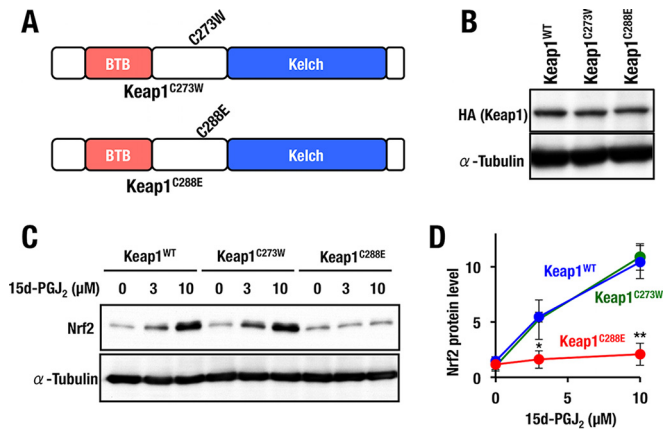 A
C273W
BTB
Kelch
Keap1C273W
C288E
BTB
Kelch
Keap1C288E
B
Keap1WT
Keap1C273V
Keap1C288E
HA (Keap1)
α-Tubulin
C
Keap1WT Keap1C273W Keap1C288E
15d-PGJ2 (μM) 0 3 10 0 3 10 0 3 10
Nrf2
α-Tubulin
D
Nrf2 protein level
10
5
0
Keap1WT
Keap1C273W
Keap1C288E
*
**
0 5 10
15d-PGJ2 (μM)